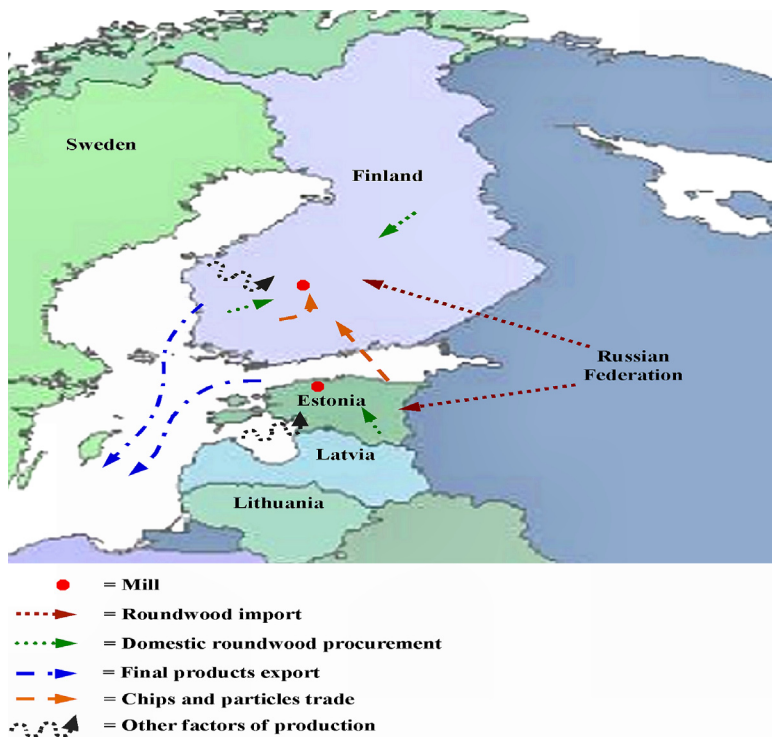 Sweden
Finland
Russian
Federation
Estonia
Latvia
Lithuania
= Mill
= Roundwood import
= Domestic roundwood procurement
= Final products export
= Chips and particles trade
= Other factors of production